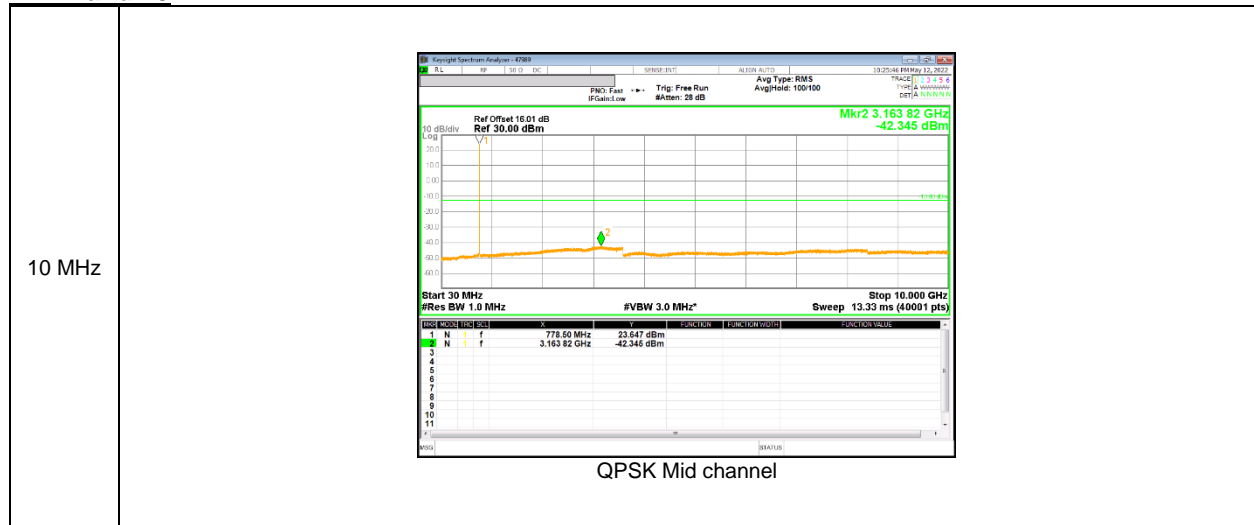 10 MHz
Keysight Spectrum Analyzer - 47989
RL RF 50 Ω DC SENSE:INT ALIGN AUTO 10:25:46 PM May 12, 2022
PNO: Fast Trig: Free Run Avg Type: RMS TRACE 1 2 3 4 5 6
IFGain:Low #Atten: 28 dB Avg|Hold: 100/100 TYPE A WWWWW
DET A N N N N N
Mkr2 3.163 82 GHz
-42.345 dBm
Ref Offset 16.01 dB
10 dB/div Ref 30.00 dBm
Log
1
20.0
10.0
0.00
-10.0
-20.0
-30.0
2
-40.0
-50.0
-60.0
Start 30 MHz Stop 10.000 GHz
#Res BW 1.0 MHz #VBW 3.0 MHz* Sweep 13.33 ms (40001 pts)
MKR MODE TRC SCL X Y FUNCTION FUNCTION WIDTH FUNCTION VALUE
1 N 1 f 778.50 MHz 23.647 dBm
2 N 1 f 3.163 82 GHz -42.345 dBm
3
4
5
6
7
8
9
10
11
MSG STATUS
QPSK Mid channel